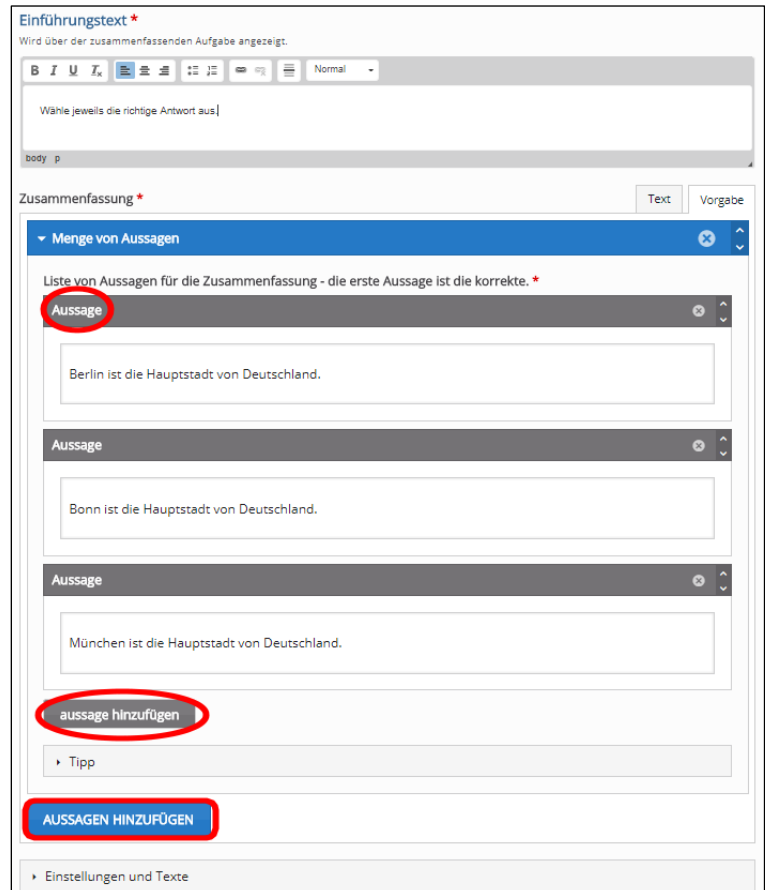 Einführungstext *
Wird über der zusammenfassenden Aufgabe angezeigt.
B I U Ix Normal
Wähle jeweils die richtige Antwort aus.
body p
Zusammenfassung * Text Vorgabe
Menge von Aussagen
Liste von Aussagen für die Zusammenfassung - die erste Aussage ist die korrekte. *
Aussage
Berlin ist die Hauptstadt von Deutschland.
Aussage
Bonn ist die Hauptstadt von Deutschland.
Aussage
München ist die Hauptstadt von Deutschland.
aussage hinzufügen
Tipp
AUSSAGEN HINZUFÜGEN
Einstellungen und Texte